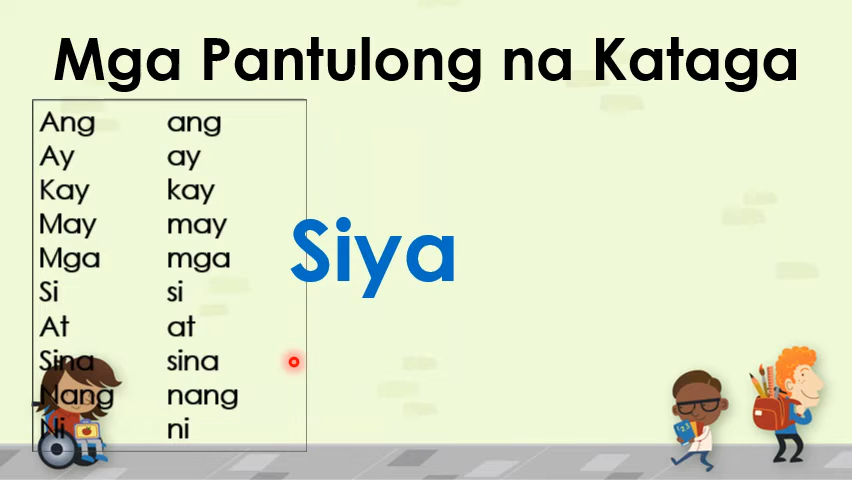 Mga Pantulong na Kataga
Ang ang
Ay ay
Kay kay
May may
Mga mga
Si si
At at
Sina sina
Nang nang
Ni ni
Siya